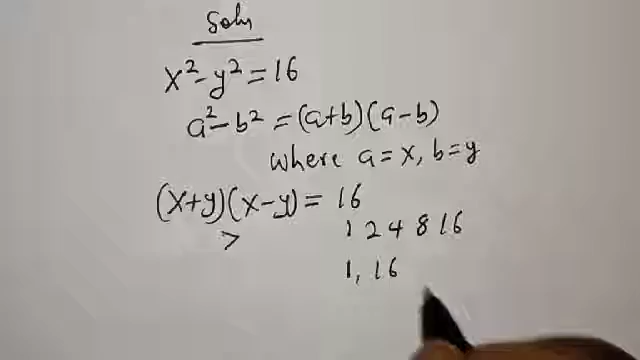 Soln
x² - y² = 16
a² - b² = (a+b)(a-b)
where a = x, b = y
(x+y)(x-y) = 16
> 1 2 4 8 16
1, 16